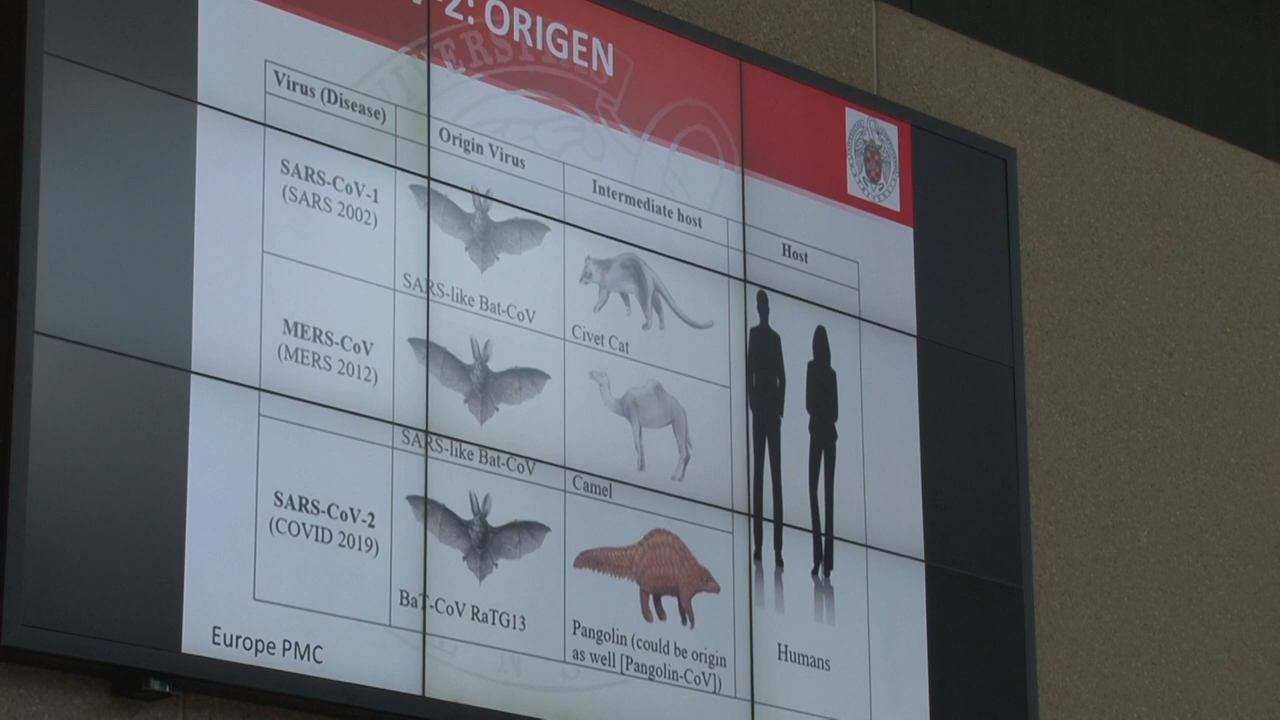 -2: ORIGEN
Virus (Disease)
Origin Virus
Intermediate host
Host
SARS-CoV-1
(SARS 2002)
SARS-like Bat-CoV
Civet Cat
MERS-CoV
(MERS 2012)
SARS-like Bat-CoV
Camel
SARS-CoV-2
(COVID 2019)
BaT-CoV RaTG13
Pangolin (could be origin
as well [Pangolin-CoV])
Humans
Europe PMC